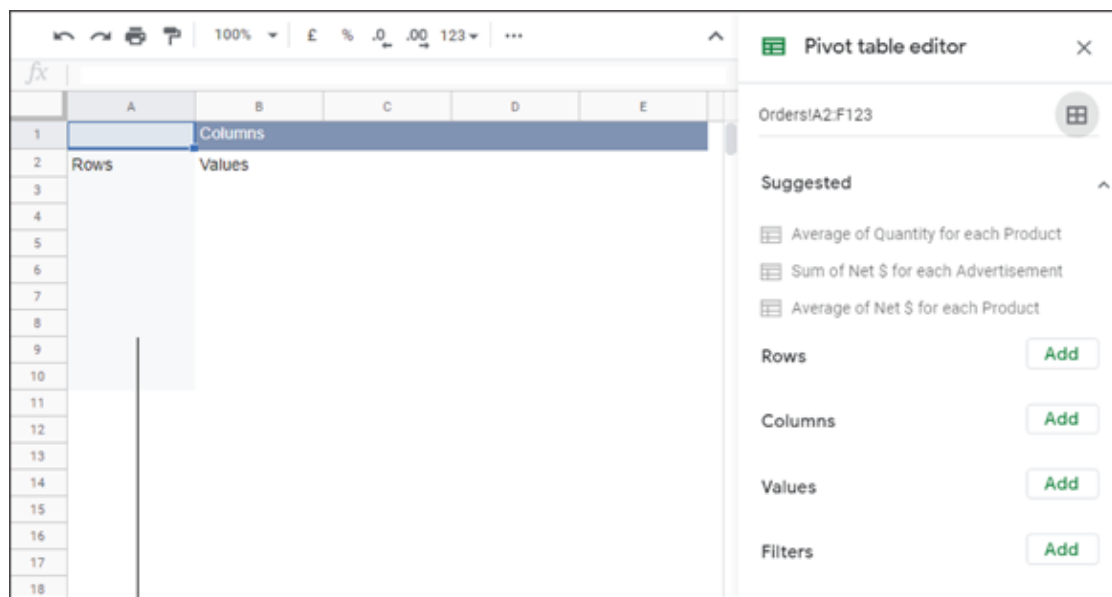 100% £ % .0 .00 123 ...
Pivot table editor
fx
A B C D E
Orders!A2:F123
1 Columns
2 Rows Values
3
4
5
6
7
8
9
10
11
12
13
14
15
16
17
18
Suggested
Average of Quantity for each Product
Sum of Net $ for each Advertisement
Average of Net $ for each Product
Rows Add
Columns Add
Values Add
Filters Add